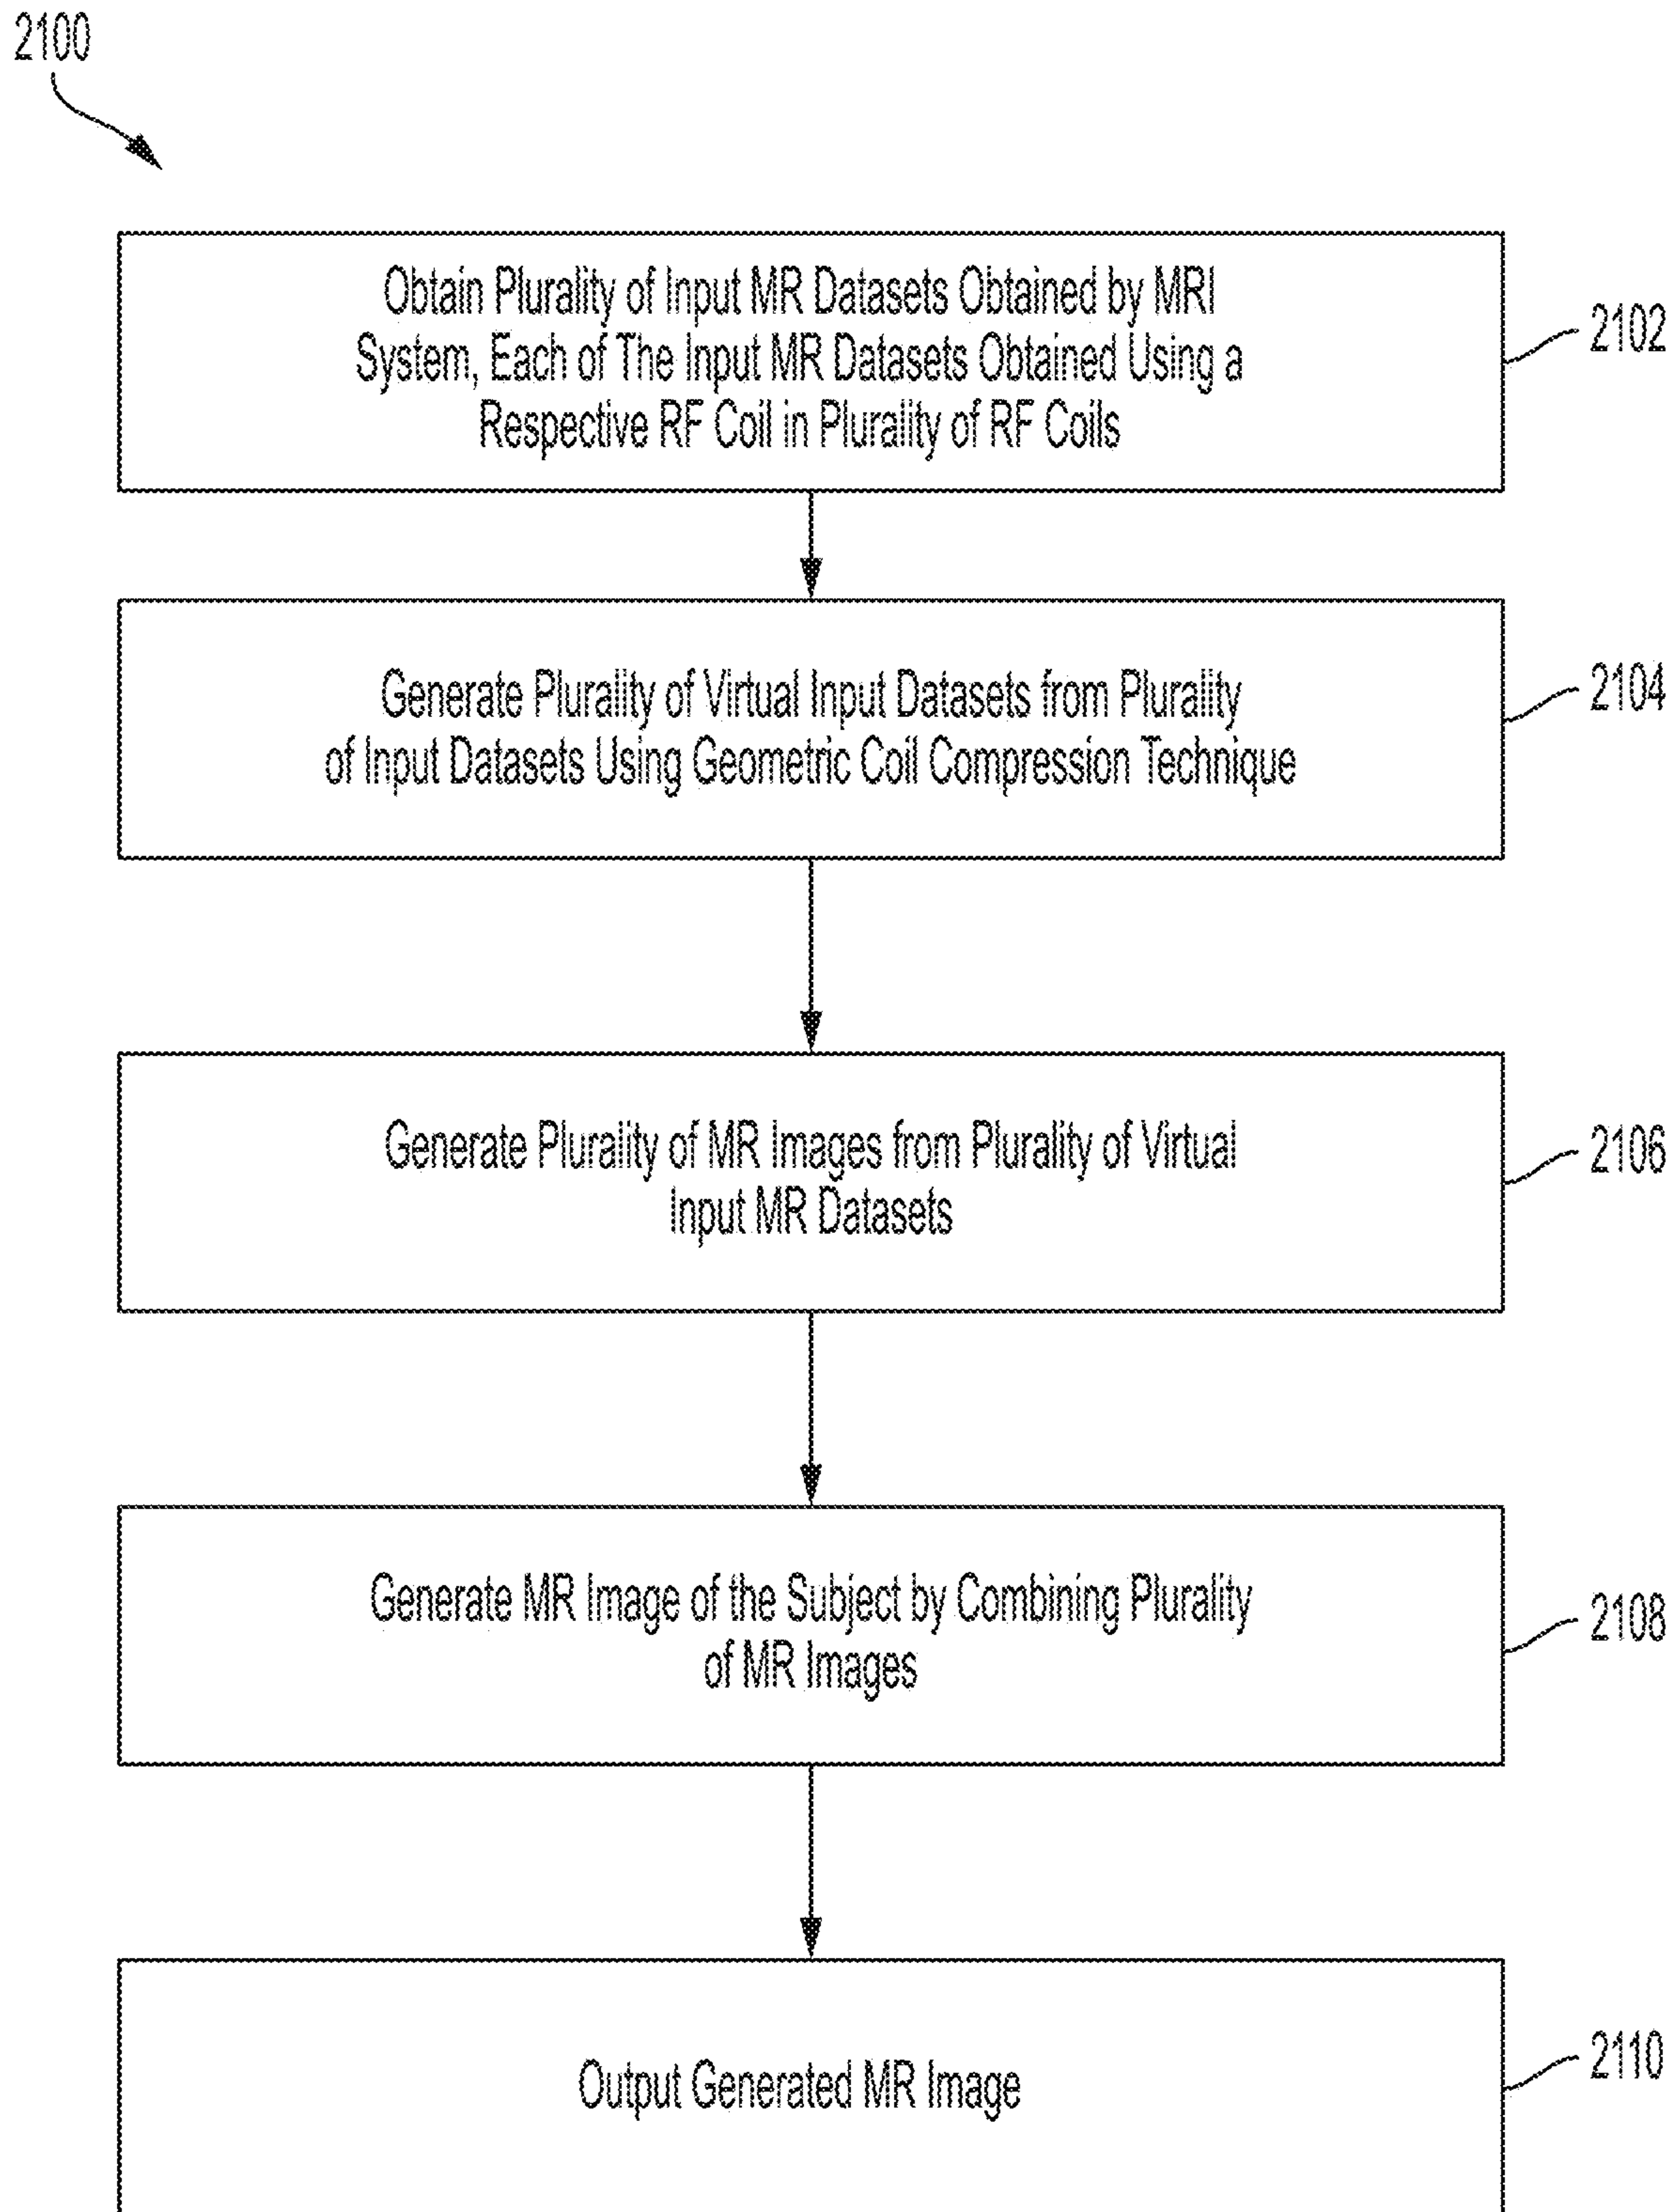 2100
Obtain Plurality of Input MR Datasets Obtained by MRI
System, Each of The Input MR Datasets Obtained Using a
Respective RF Coil in Plurality of RF Coils
2102
Generate Plurality of Virtual Input Datasets from Plurality
of Input Datasets Using Geometric Coil Compression Technique
2104
Generate Plurality of MR Images from Plurality of Virtual
Input MR Datasets
2106
Generate MR Image of the Subject by Combining Plurality
of MR Images
2108
Output Generated MR Image
2110